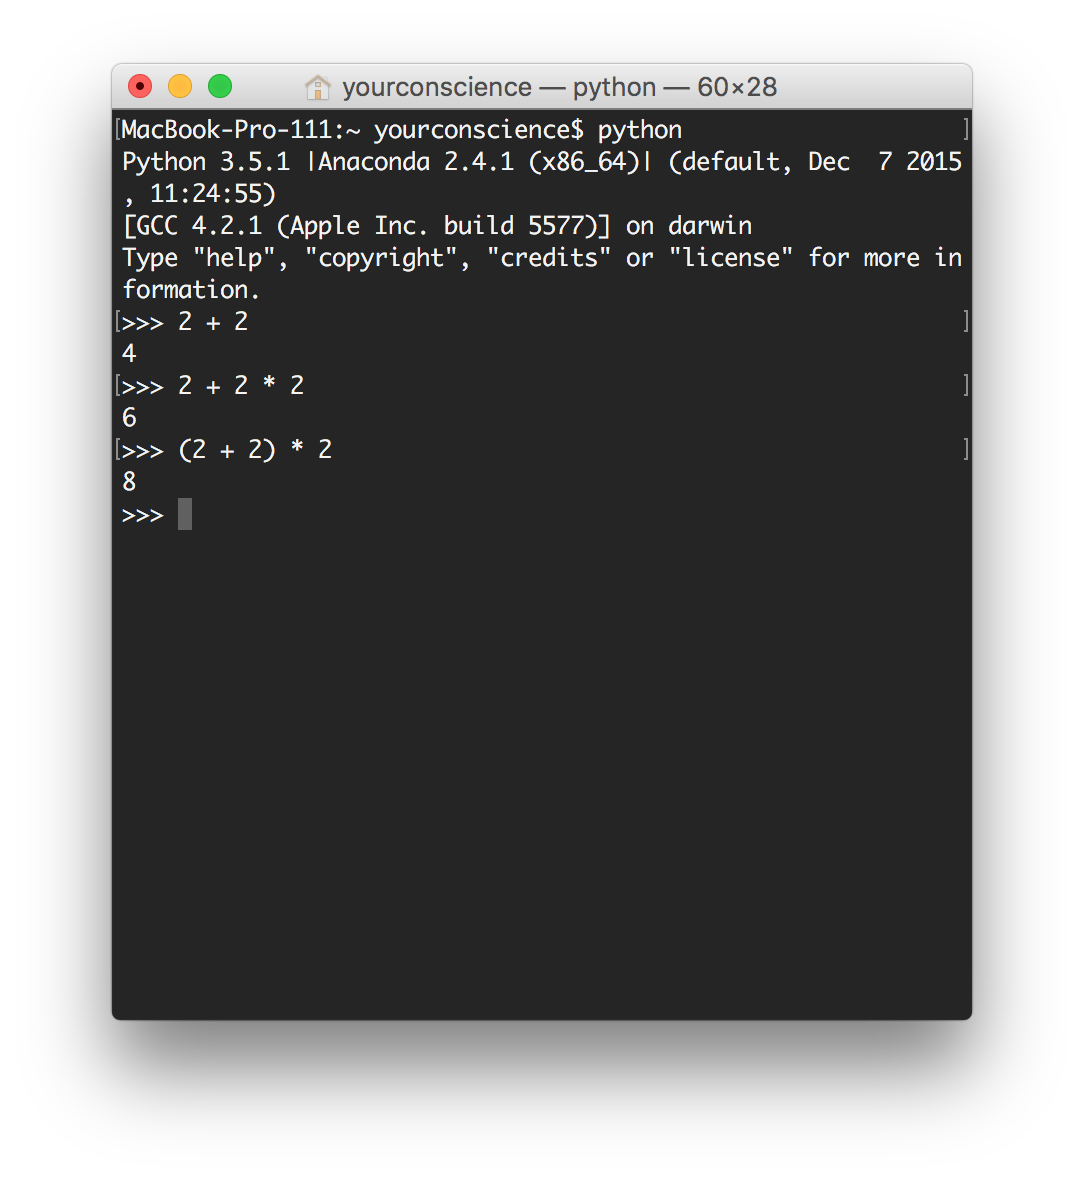 yourconscience — python — 60×28
[MacBook-Pro-111:~ yourconscience$ python ]
Python 3.5.1 |Anaconda 2.4.1 (x86_64)| (default, Dec  7 2015
, 11:24:55)
[GCC 4.2.1 (Apple Inc. build 5577)] on darwin
Type "help", "copyright", "credits" or "license" for more in
formation.
[>>> 2 + 2 ]
4
[>>> 2 + 2 * 2 ]
6
[>>> (2 + 2) * 2 ]
8
>>>